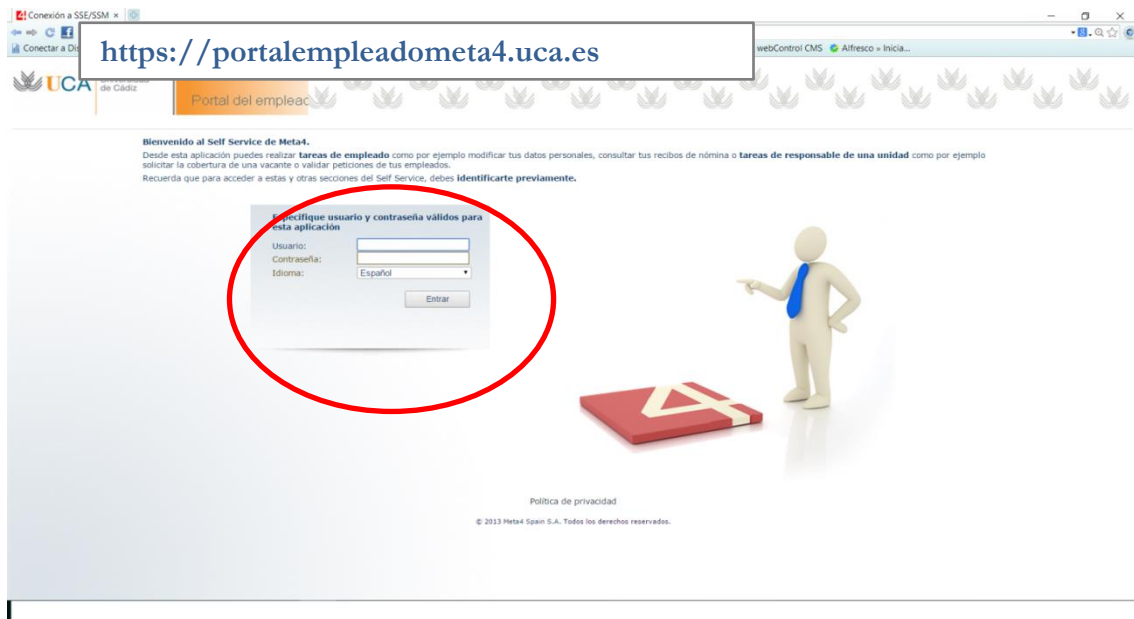 Conexión a SSE/SSM
https://portalempleadometa4.uca.es
Conectar a Di
webControl CMS
Alfresco » Inicia...
UCA
de Cádiz
Portal del empleac
Bienvenido al Self Service de Meta4.
Desde esta aplicación puedes realizar tareas de empleado como por ejemplo modificar tus datos personales, consultar tus recibos de nómina o tareas de responsable de una unidad como por ejemplo
solicitar la cobertura de una vacante o validar peticiones de tus empleados.
Recuerda que para acceder a estas y otras secciones del Self Service, debes identificarte previamente.
Especifique usuario y contraseña válidos para
esta aplicación
Usuario:
Contraseña:
Idioma:
Español
Entrar
4
Política de privacidad
© 2013 Meta4 Spain S.A. Todos los derechos reservados.